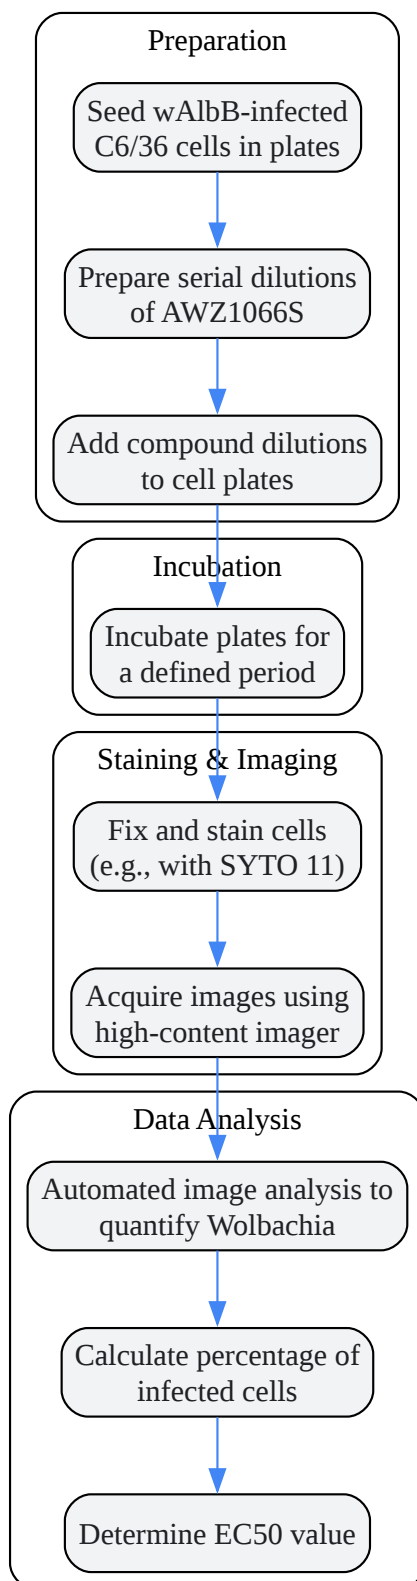 Preparation
Seed wAlbB-infected
C6/36 cells in plates
Prepare serial dilutions
of AWZ1066S
Add compound dilutions
to cell plates
Incubation
Incubate plates for
a defined period
Staining & Imaging
Fix and stain cells
(e.g., with SYTO 11)
Acquire images using
high-content imager
Data Analysis
Automated image analysis to
quantify Wolbachia
Calculate percentage of
infected cells
Determine EC50 value